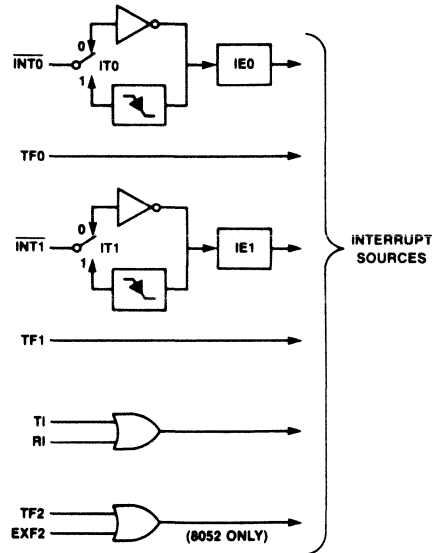 0
INT0
IT0
IE0
1
TF0
0
INT1
IT1
IE1
1
INTERRUPT
SOURCES
TF1
TI
RI
TF2
EXF2
(8052 ONLY)